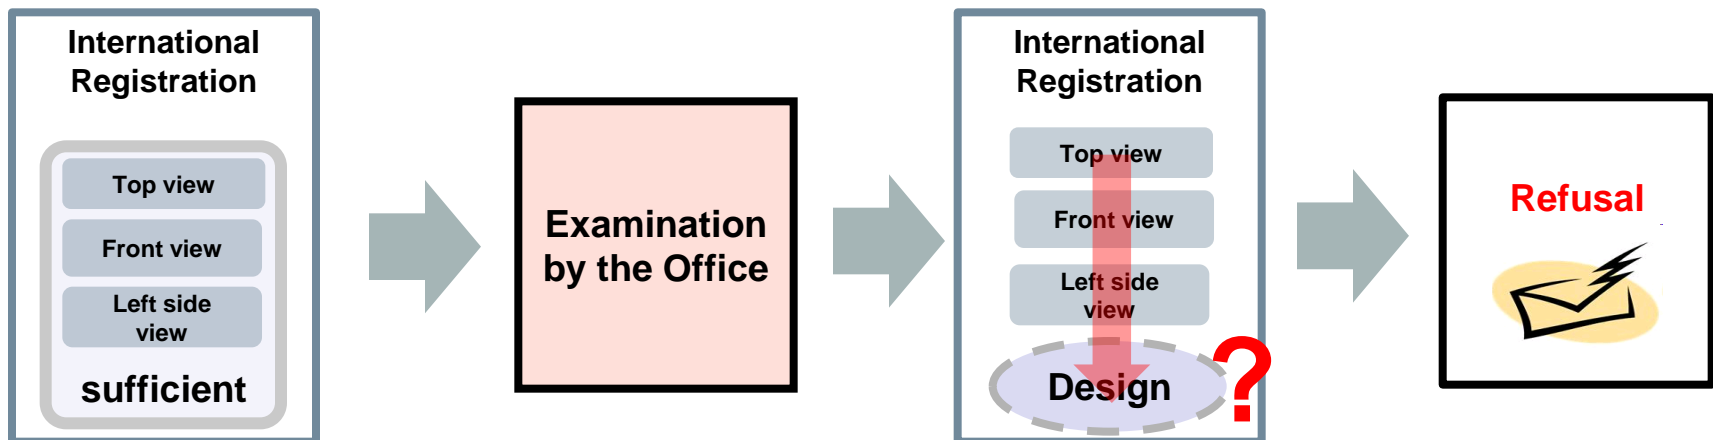 International
Registration
Top view
Front view
Left side
view
sufficient
Examination
by the Office
International
Registration
Top view
Front view
Left side
view
Design
?
Refusal